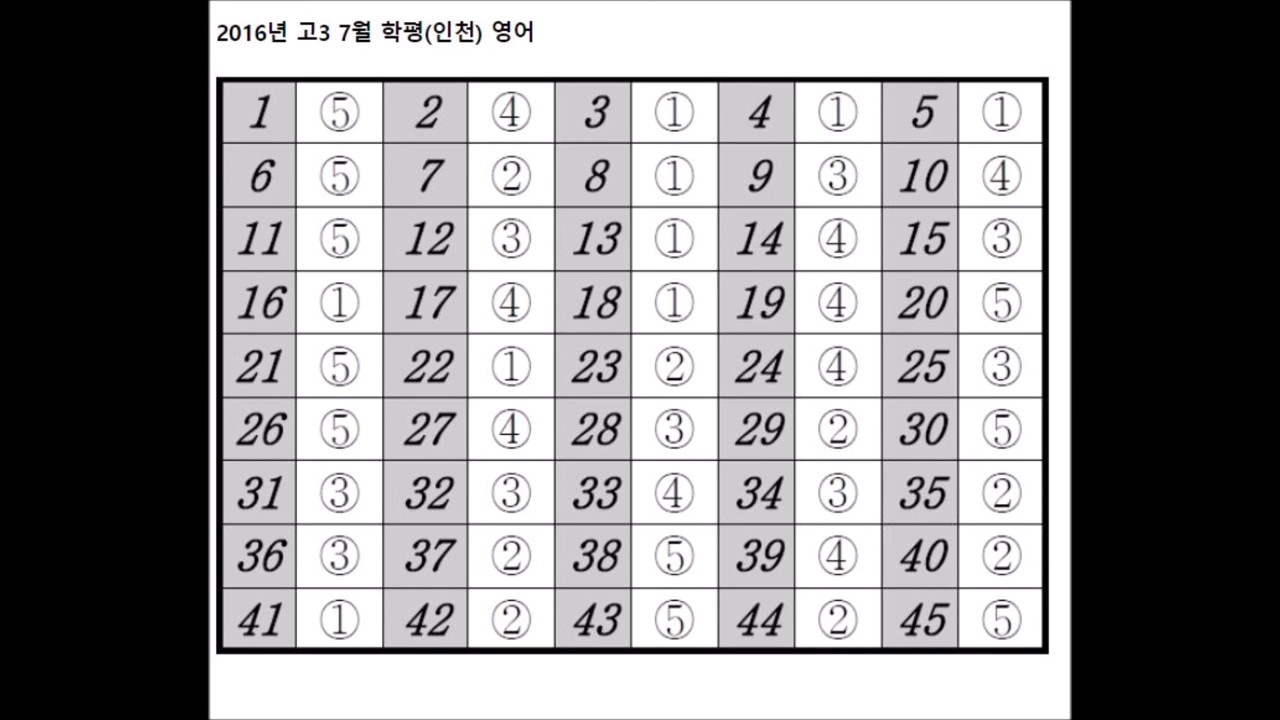 2016년 고3 7월 학평(인천) 영어
1 ⑤ 2 ④ 3 ① 4 ① 5 ①
6 ⑤ 7 ② 8 ① 9 ③ 10 ④
11 ⑤ 12 ③ 13 ① 14 ④ 15 ③
16 ① 17 ④ 18 ① 19 ④ 20 ⑤
21 ⑤ 22 ① 23 ② 24 ④ 25 ③
26 ⑤ 27 ④ 28 ③ 29 ② 30 ⑤
31 ③ 32 ③ 33 ④ 34 ③ 35 ②
36 ③ 37 ② 38 ⑤ 39 ④ 40 ②
41 ① 42 ② 43 ⑤ 44 ② 45 ⑤